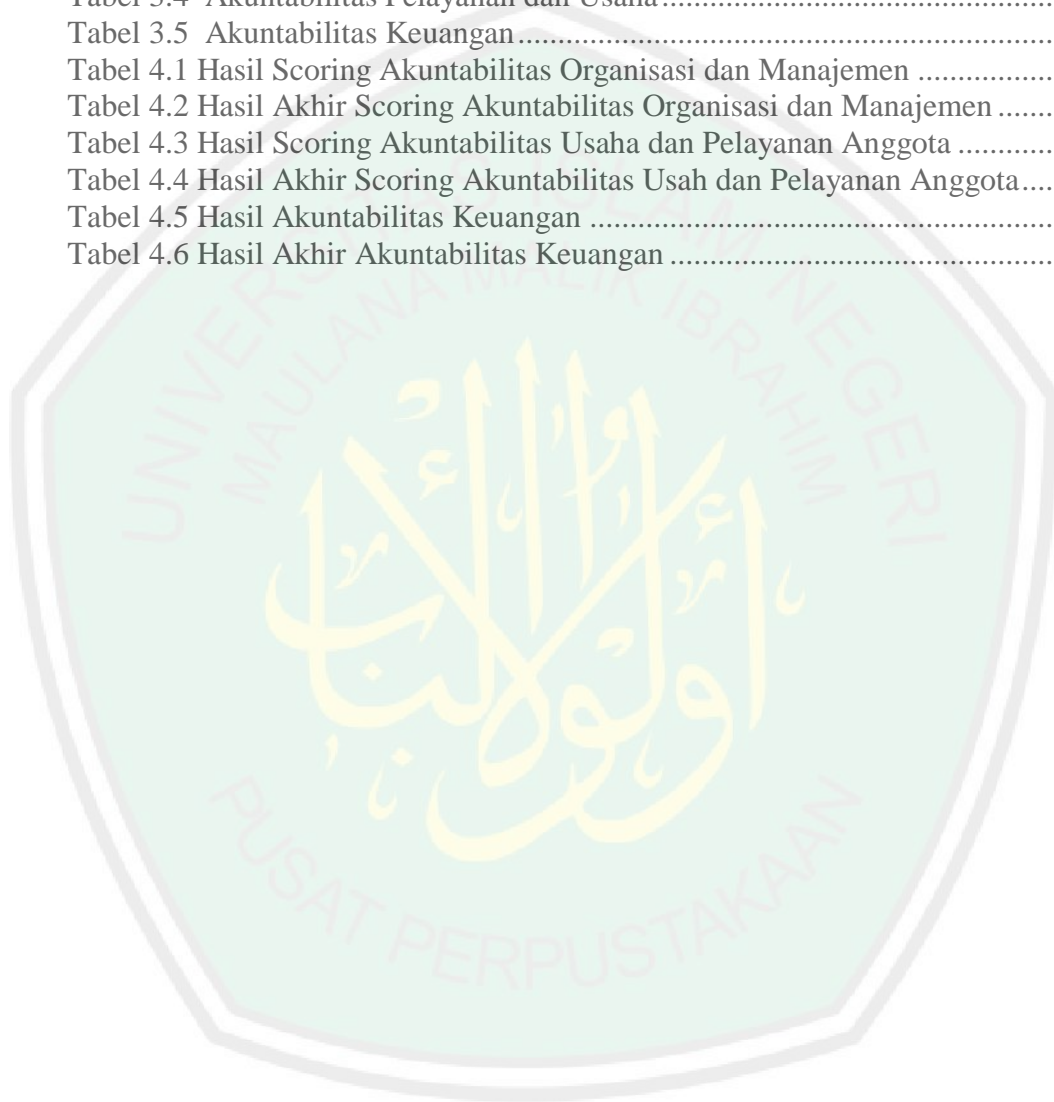 Tabel 3.4 Akuntabilitas Pelayanan dan Usaha........................................................
Tabel 3.5 Akuntabilitas Keuangan...........................................................................
Tabel 4.1 Hasil Scoring Akuntabilitas Organisasi dan Manajemen ..................
Tabel 4.2 Hasil Akhir Scoring Akuntabilitas Organisasi dan Manajemen ........
Tabel 4.3 Hasil Scoring Akuntabilitas Usaha dan Pelayanan Anggota .............
Tabel 4.4 Hasil Akhir Scoring Akuntabilitas Usah dan Pelayanan Anggota.....
Tabel 4.5 Hasil Akuntabilitas Keuangan ...........................................................
Tabel 4.6 Hasil Akhir Akuntabilitas Keuangan ................................................
UNIVERSITAS ISLAM NEGERI
MAULANA MALIK IBRAHIM
أولوا الألباب
PUSAT PERPUSTAKAAN